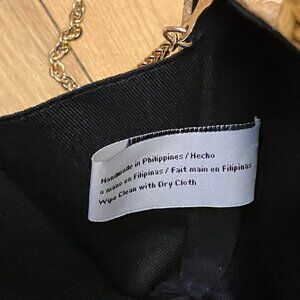 Handmade in Philippines / Hecho
a mano en Filipinas / Fait main en Filipinas
Wipe Clean with Dry Cloth